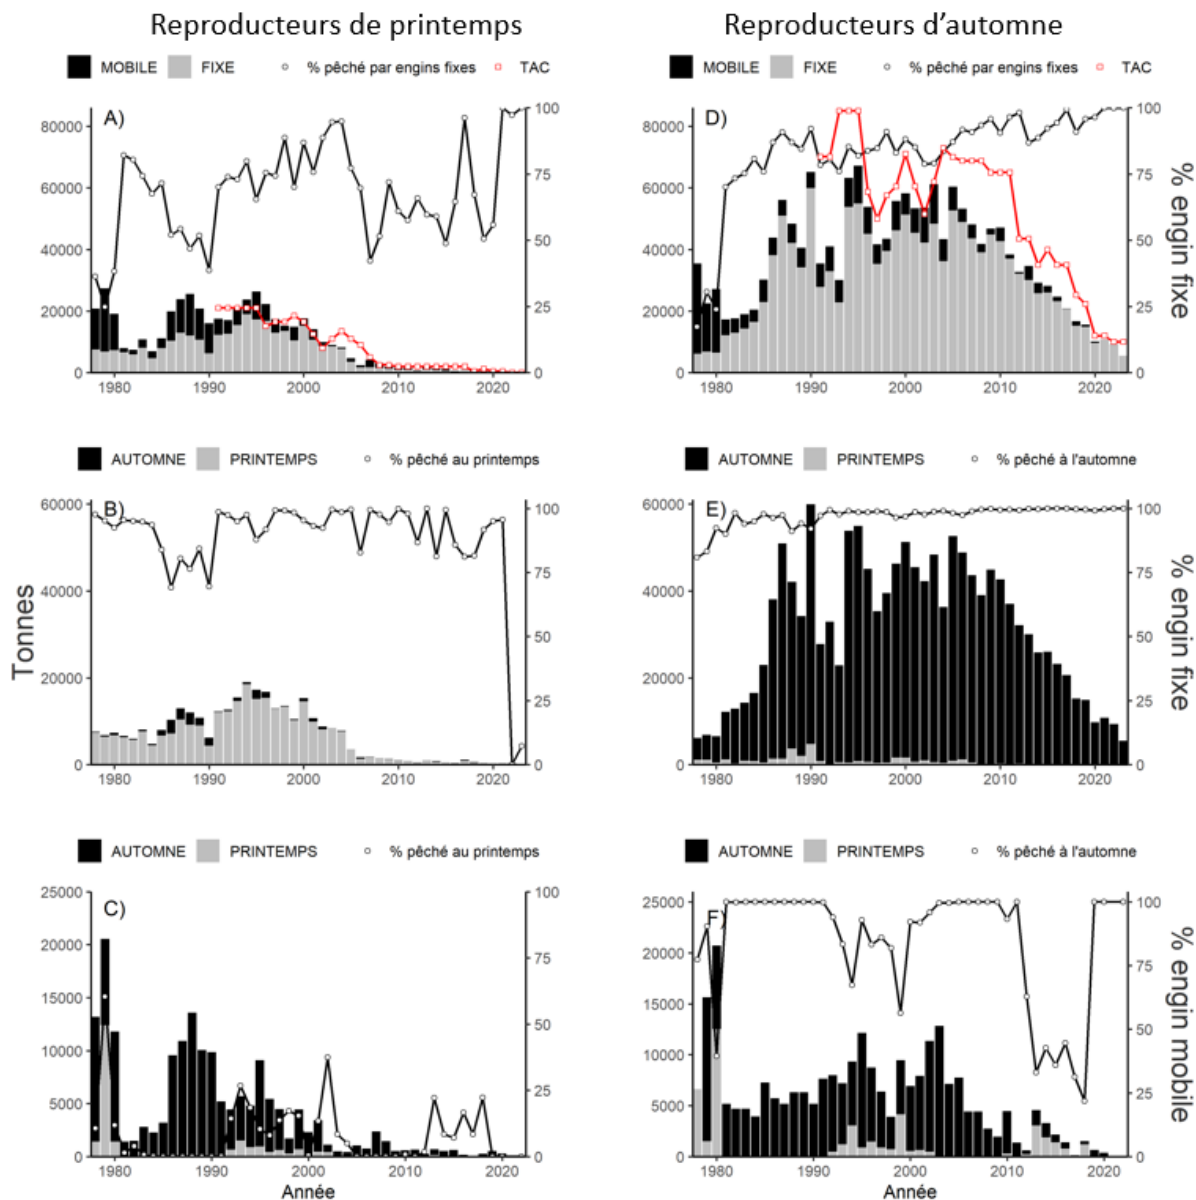 Reproducteurs de printemps
Reproducteurs d'automne
MOBILE FIXE % pêché par engins fixes TAC
MOBILE FIXE % pêché par engins fixes TAC
A)
80000
60000
40000
20000
0
100
75
50
25
0
1980 1990 2000 2010 2020
D)
80000
60000
40000
20000
0
100
75
50
25
0
1980 1990 2000 2010 2020
% engin fixe
AUTOMNE PRINTEMPS % pêché au printemps
AUTOMNE PRINTEMPS % pêché à l'automne
Tonnes
B)
60000
40000
20000
0
100
75
50
25
0
1980 1990 2000 2010 2020
E)
60000
40000
20000
0
100
75
50
25
0
1980 1990 2000 2010 2020
% engin fixe
AUTOMNE PRINTEMPS % pêché au printemps
AUTOMNE PRINTEMPS % pêché à l'automne
C)
25000
20000
15000
10000
5000
0
100
75
50
25
0
1980 1990 2000 2010 2020
Année
F)
25000
20000
15000
10000
5000
0
100
75
50
25
0
1980 1990 2000 2010 2020
Année
% engin mobile